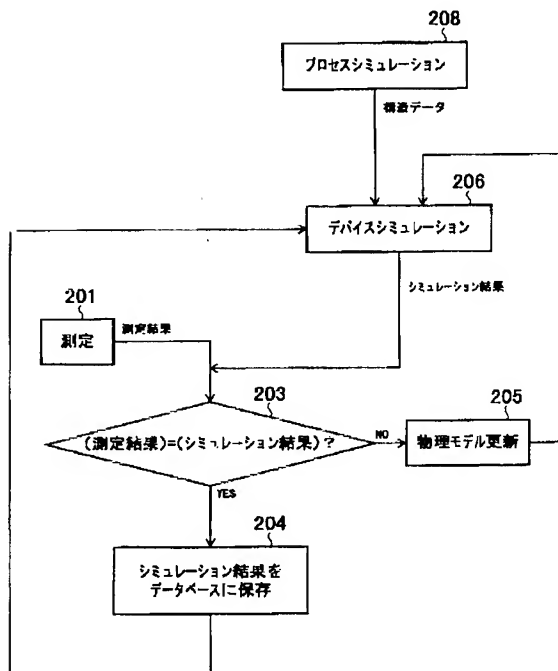 208
プロセスシミュレーション
構造データ
206
デバイスシミュレーション
シミュレーション結果
201
測定結果
測定
203
(測定結果)=(シミュレーション結果)?
NO
205
物理モデル更新
YES
204
シミュレーション結果を
データベースに保存